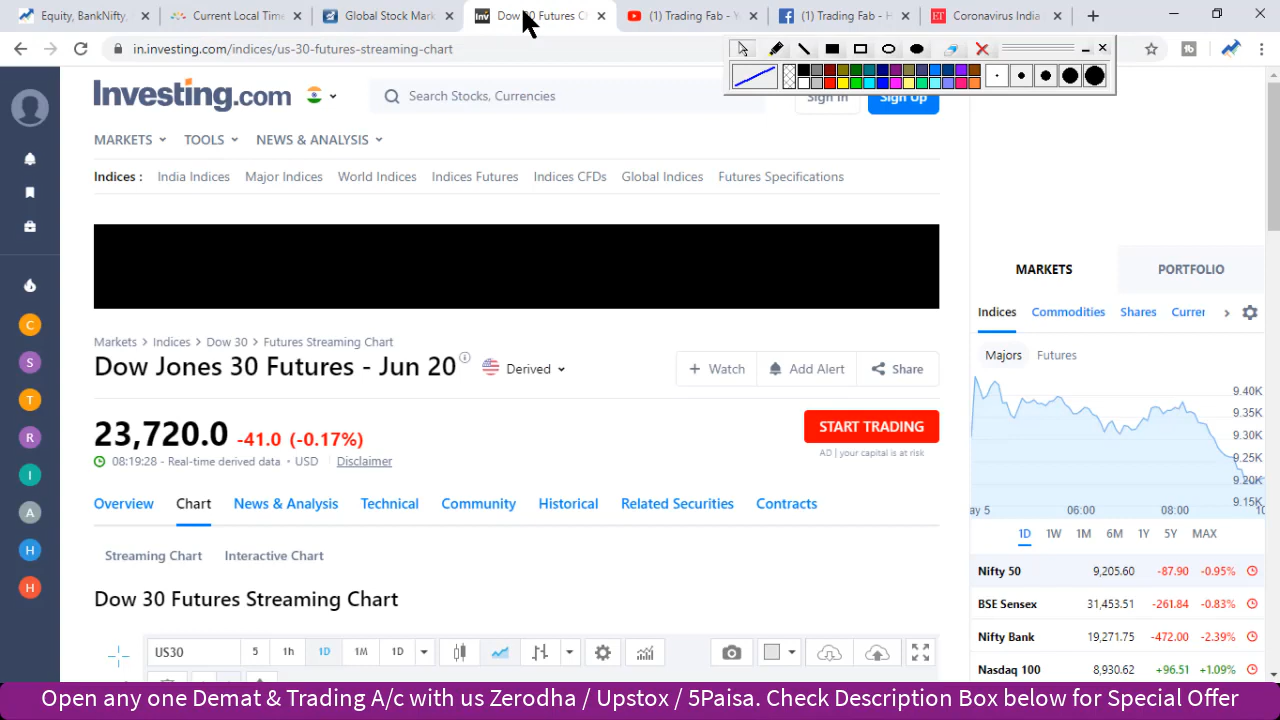 Equity, BankNifty,
Current Local Time
Global Stock Mark
Inv
Dow 30 Futures C
(1) Trading Fab - Y
(1) Trading Fab - H
ET
Coronavirus India
in.investing.com/indices/us-30-futures-streaming-chart
Investing.com
Search Stocks, Currencies
Sign In
Sign Up
MARKETS
TOOLS
NEWS & ANALYSIS
Indices :
India Indices
Major Indices
World Indices
Indices Futures
Indices CFDs
Global Indices
Futures Specifications
MARKETS
PORTFOLIO
Indices
Commodities
Shares
Currer
Majors
Futures
Markets > Indices > Dow 30 > Futures Streaming Chart
Dow Jones 30 Futures - Jun 20
Derived
+ Watch
Add Alert
Share
23,720.0 -41.0 (-0.17%)
START TRADING
08:19:28 - Real-time derived data • USD
Disclaimer
AD | your capital is at risk
Overview
Chart
News & Analysis
Technical
Community
Historical
Related Securities
Contracts
Streaming Chart
Interactive Chart
Dow 30 Futures Streaming Chart
US30
5
1h
1D
1M
1D
9.40K
9.35K
9.30K
9.25K
9.20K
9.15K
ay 5
06:00
08:00
10
1D
1W
1M
6M
1Y
5Y
MAX
Nifty 50 9,205.60 -87.90 -0.95%
BSE Sensex 31,453.51 -261.84 -0.83%
Nifty Bank 19,271.75 -472.00 -2.39%
Nasdaq 100 8,930.62 +96.51 +1.09%
C
S
T
R
I
A
H
H
Open any one Demat & Trading A/c with us Zerodha / Upstox / 5Paisa. Check Description Box below for Special Offer